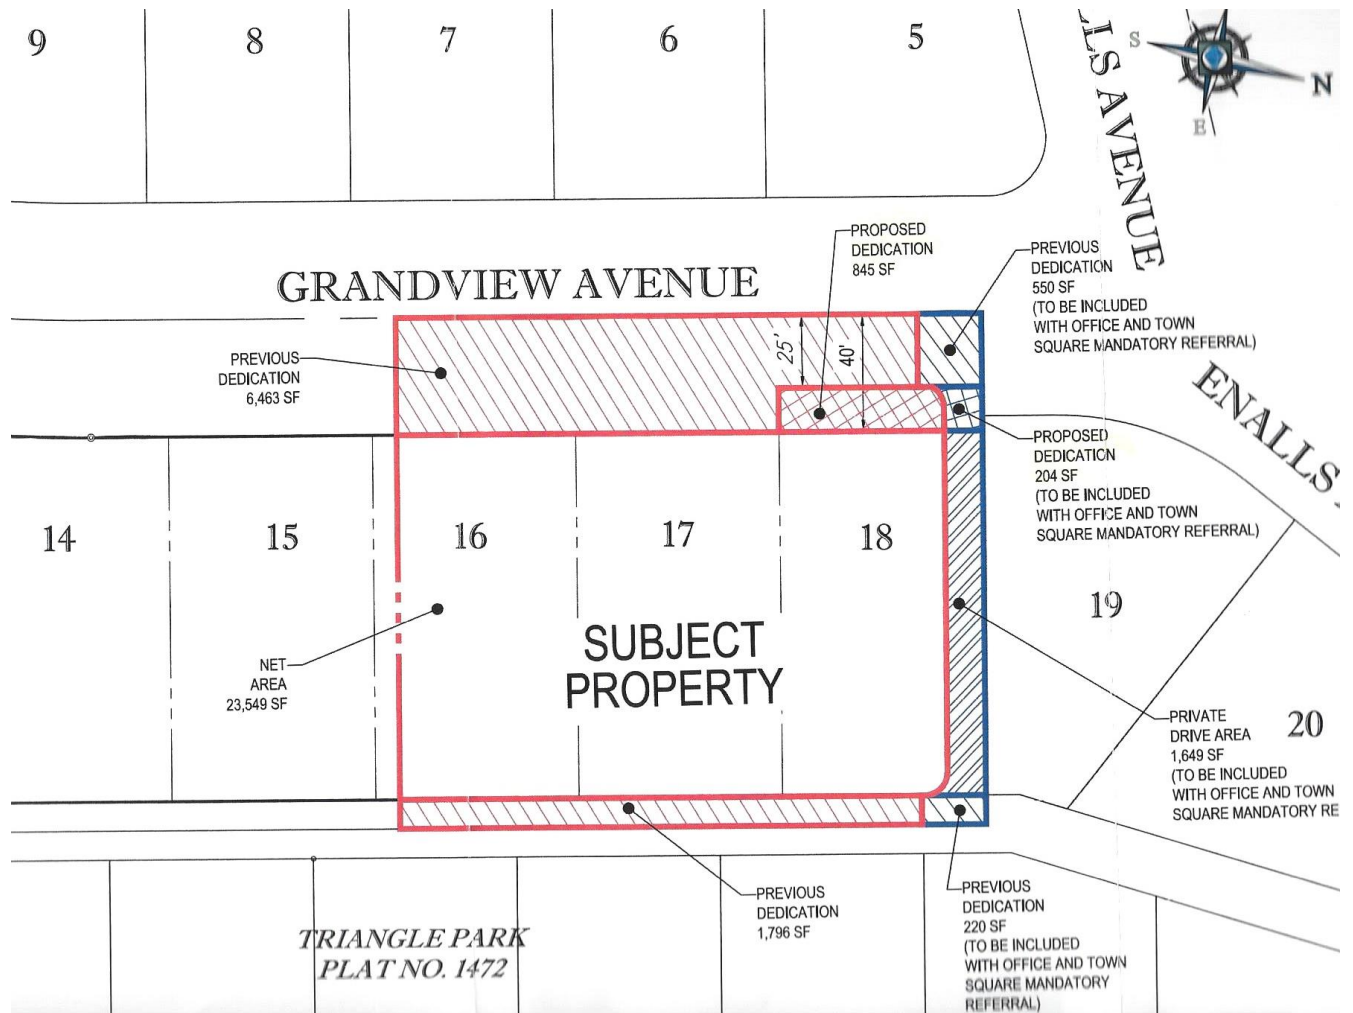 9
8
7
6
5
LLS AVENUE
S
N
E
GRANDVIEW AVENUE
PROPOSED
DEDICATION
845 SF
PREVIOUS
DEDICATION
550 SF
(TO BE INCLUDED
WITH OFFICE AND TOWN
SQUARE MANDATORY REFERRAL)
25'
40'
PREVIOUS
DEDICATION
6,463 SF
ENALLS
PROPOSED
DEDICATION
204 SF
(TO BE INCLUDED
WITH OFFICE AND TOWN
SQUARE MANDATORY REFERRAL)
14
15
16
17
18
19
SUBJECT
PROPERTY
NET
AREA
23,549 SF
PRIVATE
DRIVE AREA
1,649 SF
(TO BE INCLUDED
WITH OFFICE AND TOWN
SQUARE MANDATORY RE
20
PREVIOUS
DEDICATION
1,796 SF
PREVIOUS
DEDICATION
220 SF
(TO BE INCLUDED
WITH OFFICE AND TOWN
SQUARE MANDATORY
REFERRAL)
TRIANGLE PARK
PLAT NO. 1472